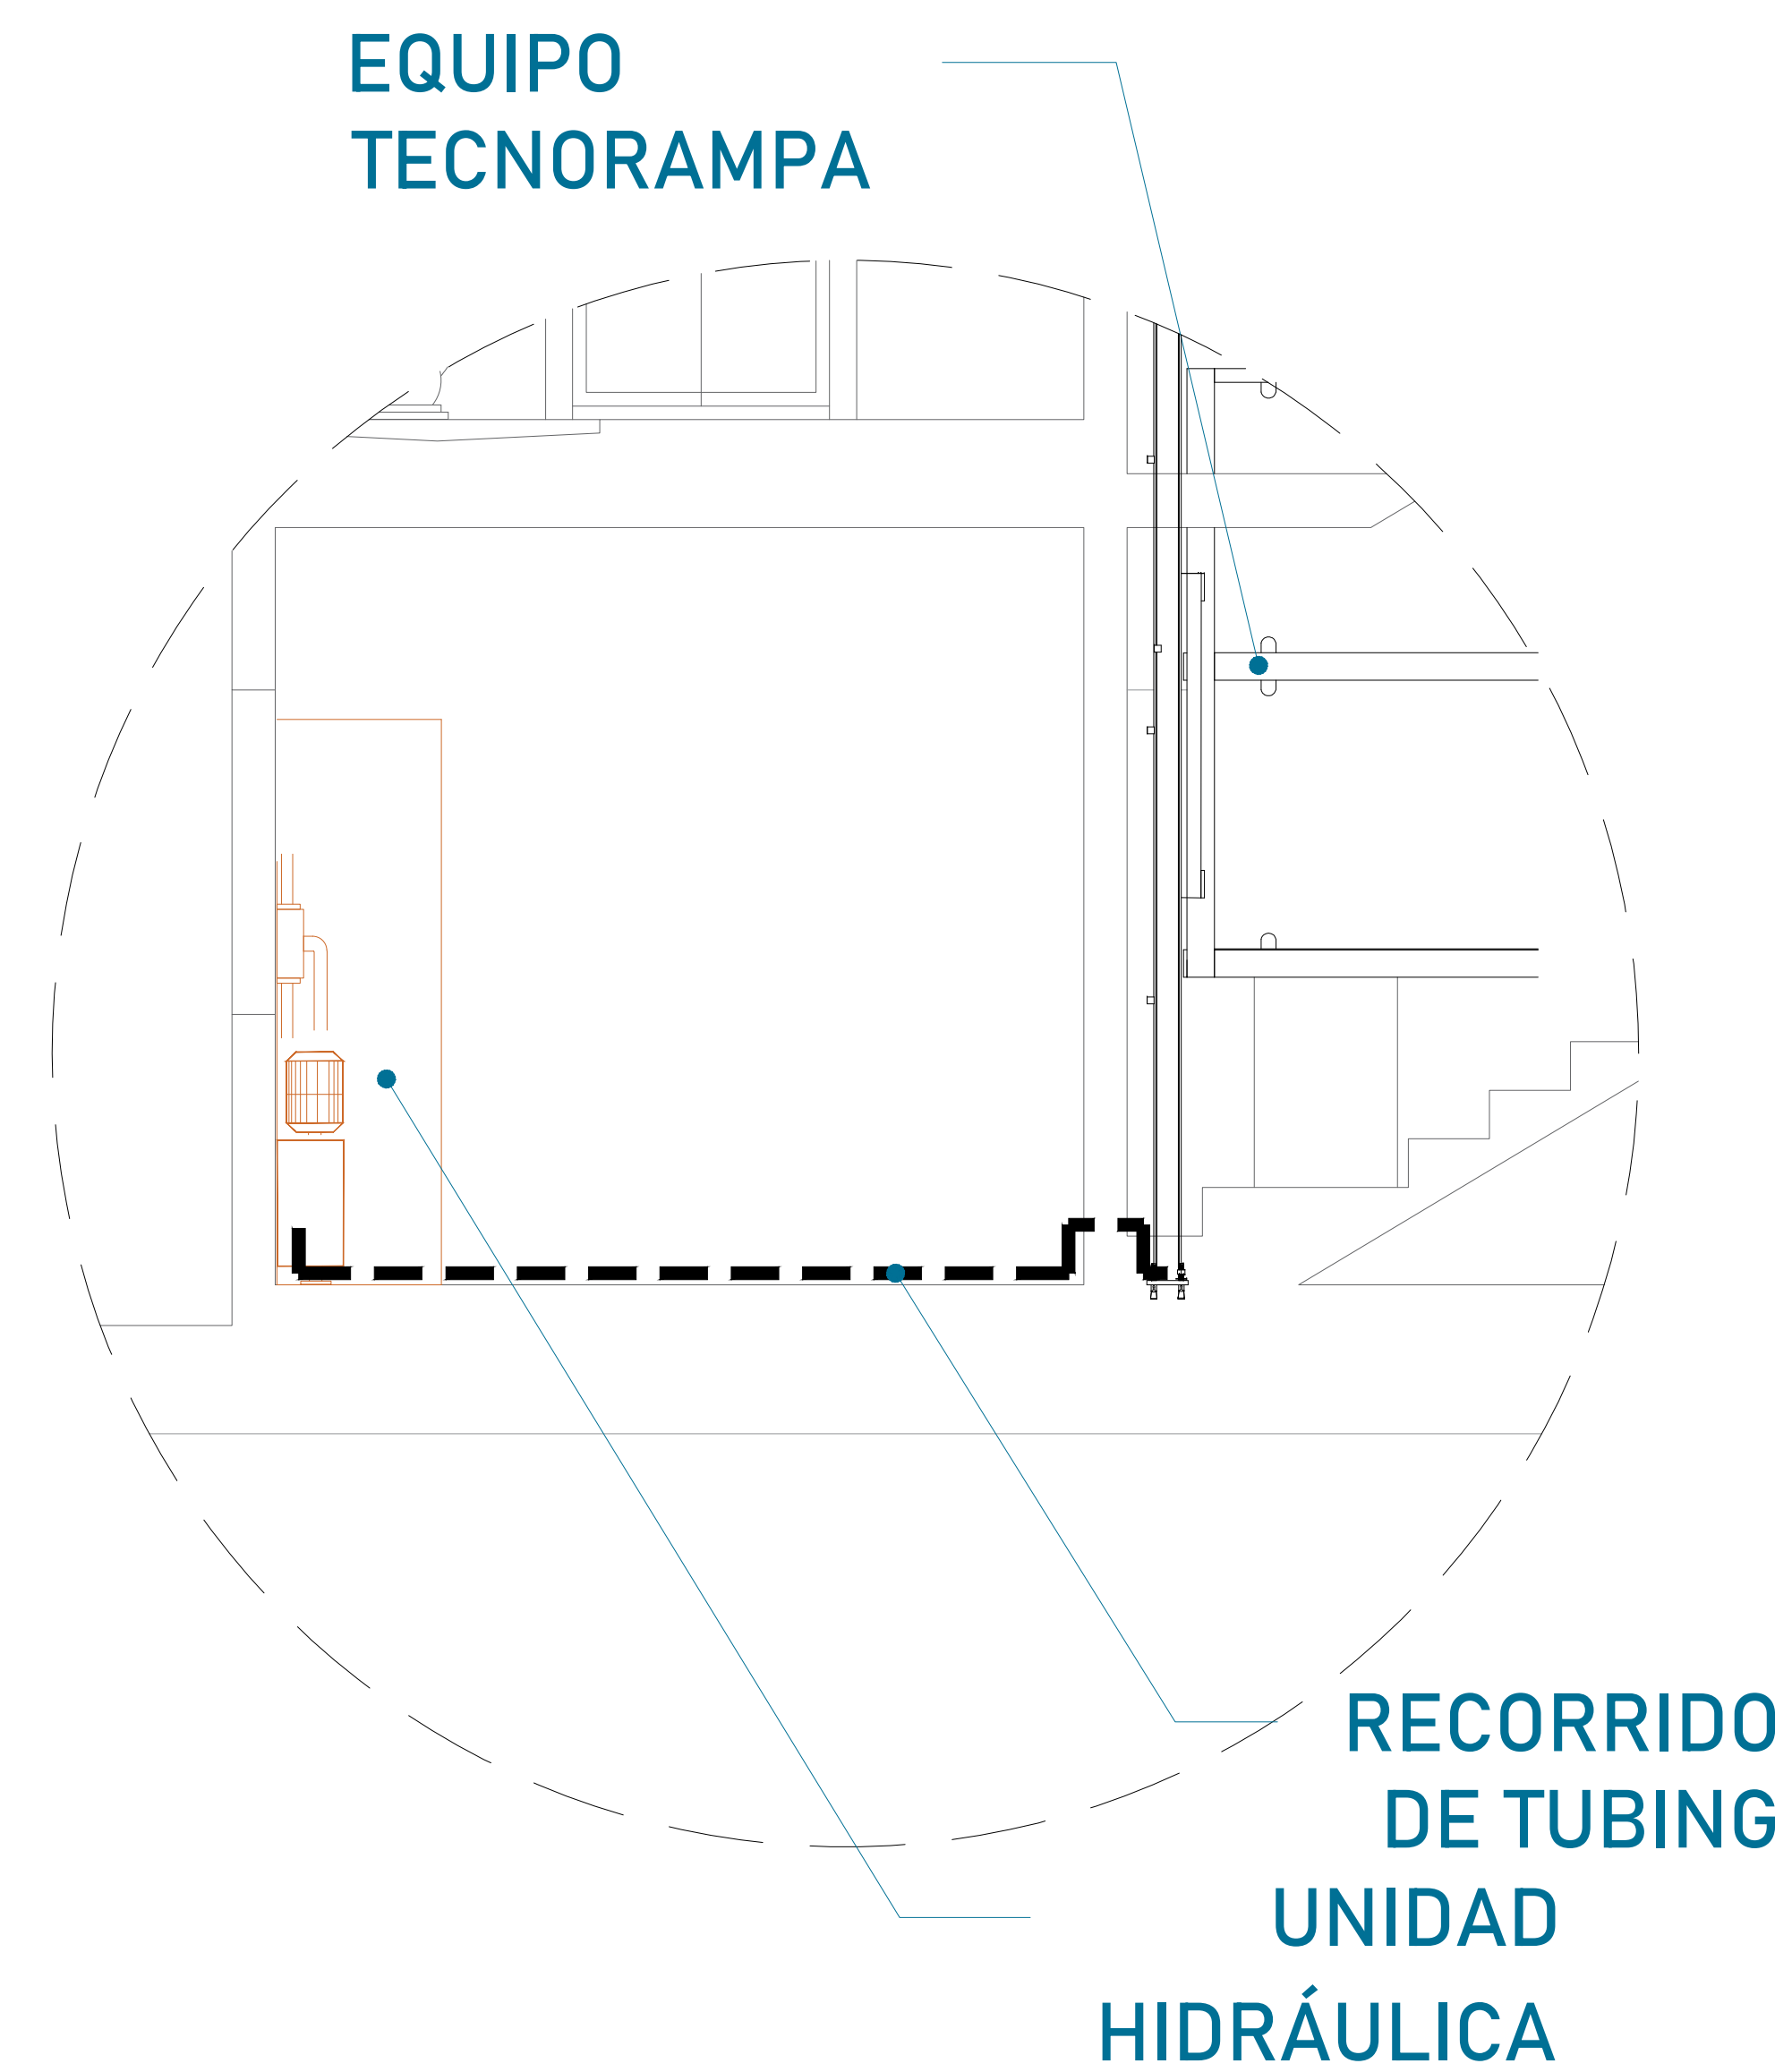 EQUIPO
TECNORAMPA
RECORRIDO
DE TUBING
UNIDAD
HIDRÁULICA